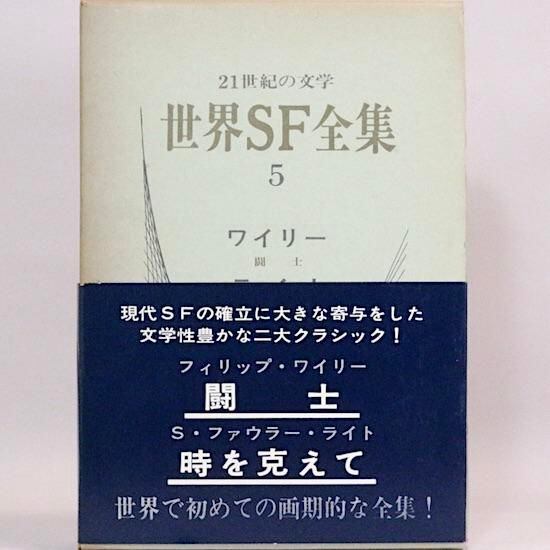 21世紀の文学
世界SF全集
5
ワイリー
闘士
現代SFの確立に大きな寄与をした
文学性豊かな二大クラシック!
フィリップ・ワイリー
闘士
S・ファウラー・ライト
時を克えて
世界で初めての画期的な全集!